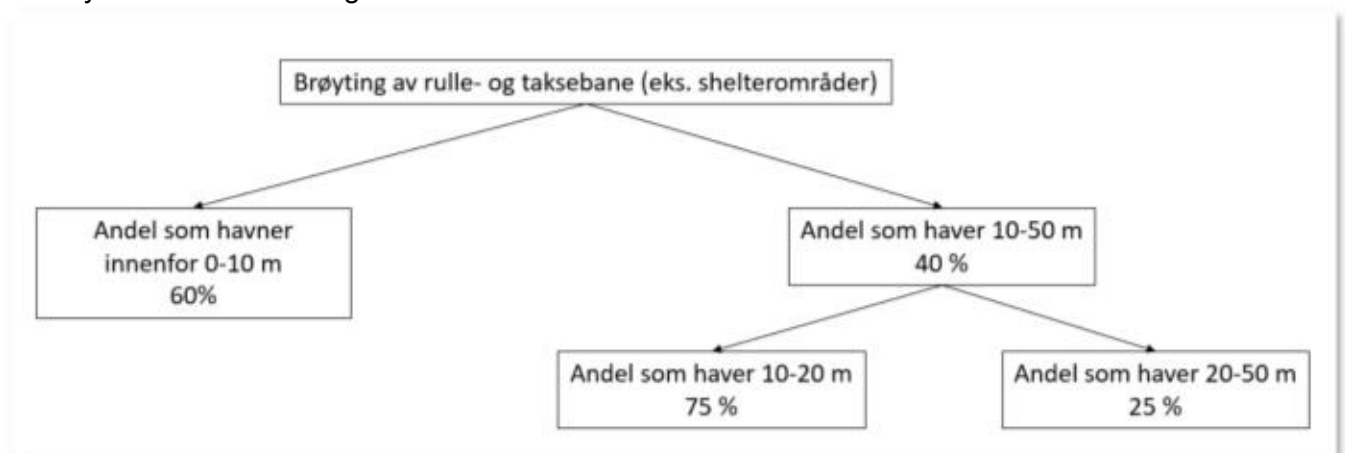 Brøyting av rulle- og taksebane (eks. shelterområder)
Andel som havner
innenfor 0-10 m
60%
Andel som haver 10-50 m
40 %
Andel som haver 10-20 m
75 %
Andel som haver 20-50 m
25 %